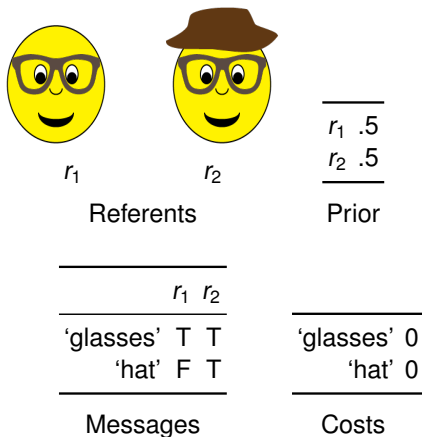 r1 r2
Referents
r1 .5
r2 .5
Prior
r1 r2
‘glasses’ T T
‘hat’ F T
Messages
‘glasses’ 0
‘hat’ 0
Costs